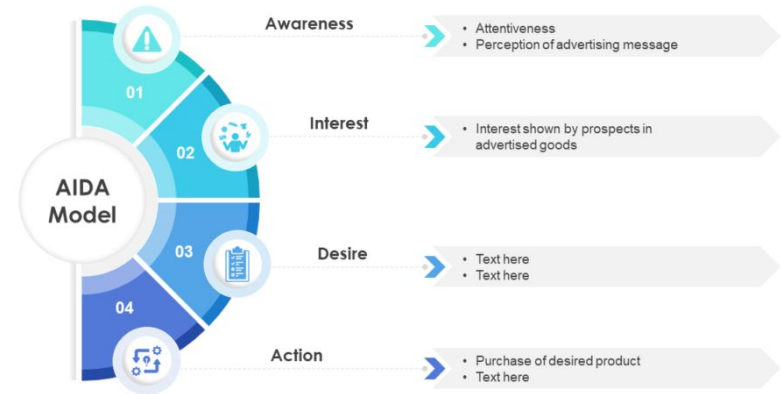 Awareness
• Attentiveness
• Perception of advertising message
01
Interest
• Interest shown by prospects in
advertised goods
02
AIDA
Model
03
Desire
• Text here
• Text here
04
Action
• Purchase of desired product
• Text here